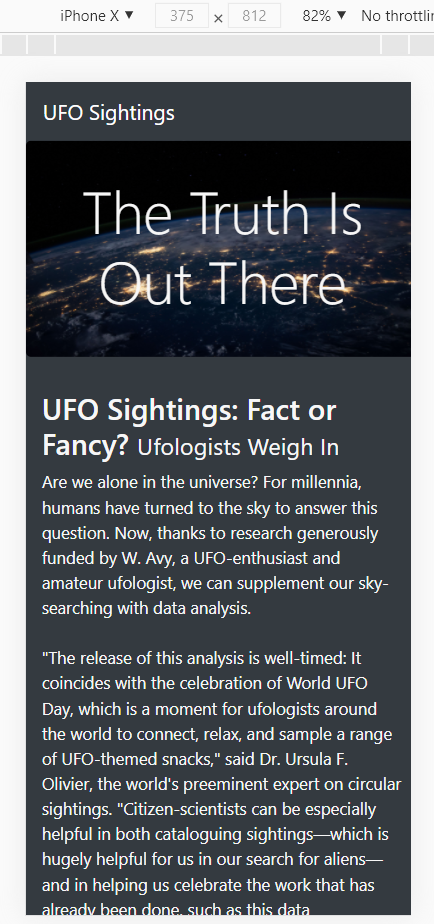 iPhone X ▼ 375 × 812 82% ▼ No throttlin
UFO Sightings
The Truth Is
Out There
UFO Sightings: Fact or
Fancy? Ufologists Weigh In
Are we alone in the universe? For millennia,
humans have turned to the sky to answer this
question. Now, thanks to research generously
funded by W. Avy, a UFO-enthusiast and
amateur ufologist, we can supplement our sky-
searching with data analysis.
"The release of this analysis is well-timed: It
coincides with the celebration of World UFO
Day, which is a moment for ufologists around
the world to connect, relax, and sample a range
of UFO-themed snacks," said Dr. Ursula F.
Olivier, the world's preeminent expert on circular
sightings. "Citizen-scientists can be especially
helpful in both cataloguing sightings—which is
hugely helpful for us in our search for aliens—
and in helping us celebrate the work that has
already been done, such as this data